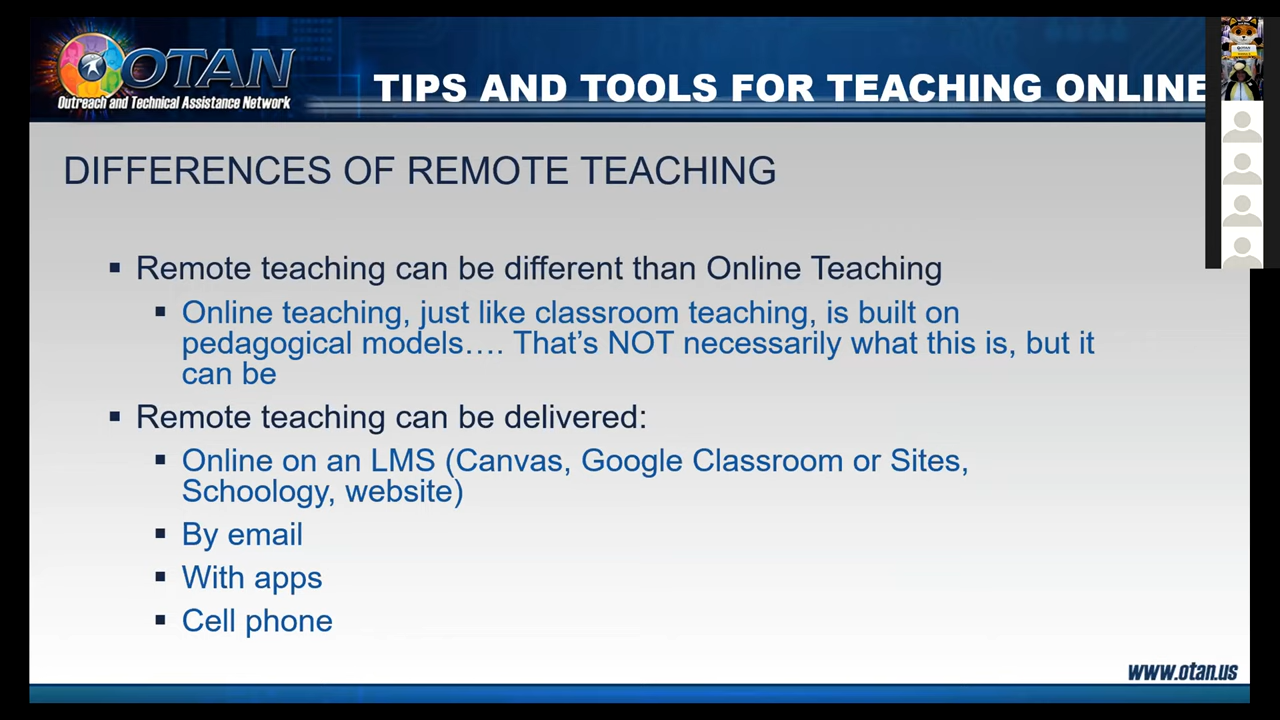 OTAN
Outreach and Technical Assistance Network
TIPS AND TOOLS FOR TEACHING ONLINE
DIFFERENCES OF REMOTE TEACHING
Remote teaching can be different than Online Teaching
Online teaching, just like classroom teaching, is built on
pedagogical models…. That's NOT necessarily what this is, but it
can be
Remote teaching can be delivered:
Online on an LMS (Canvas, Google Classroom or Sites,
Schoology, website)
By email
With apps
Cell phone
www.otan.us